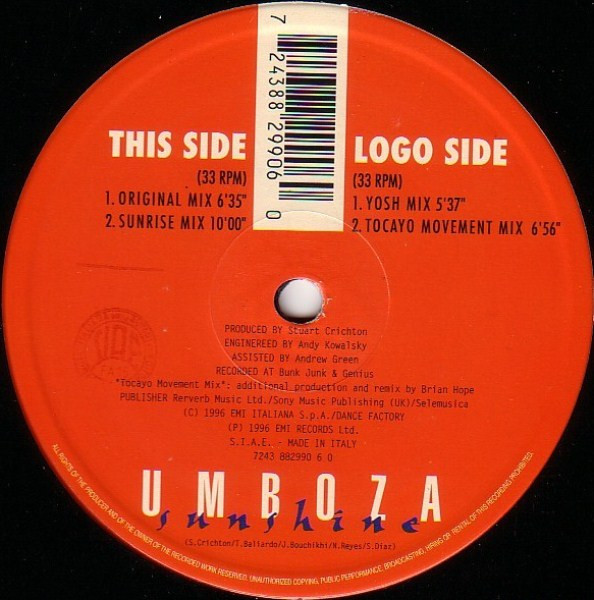 7 24388 29906 0
THIS SIDE
(33 RPM)
1. ORIGINAL MIX 6'35"
2. SUNRISE MIX 10'00"
LOGO SIDE
(33 RPM)
1. YOSH MIX 5'37"
2. TOCAYO MOVEMENT MIX 6'56"
PRODUCED BY Stuart Crichton
ENGINEREED BY Andy Kowalsky
ASSISTED BY Andrew Green
RECORDED AT Bunk Junk & Genius
"Tocayo Movement Mix": additional production and remix by Brian Hope
PUBLISHER Rerverb Music Ltd./Sony Music Publishing (UK)/Selemusica
(C) 1996 EMI ITALIANA S.p.A./DANCE FACTORY
(P) 1996 EMI RECORDS Ltd.
S.I.A.E. - MADE IN ITALY
7243 882990 6 0
UMBOZA
sunshine
(S.Crichton/T.Baliardo/J.Bouchikhi/N.Reyes/S.Diaz)
ALL RIGHTS OF THE PRODUCER AND OF THE OWNER OF THE RECORDED WORK RESERVED. UNAUTHORIZED COPYING, PUBLIC PERFORMANCE, BROADCASTING, HIRING OR RENTAL OF THIS RECORDING PROHIBITED.